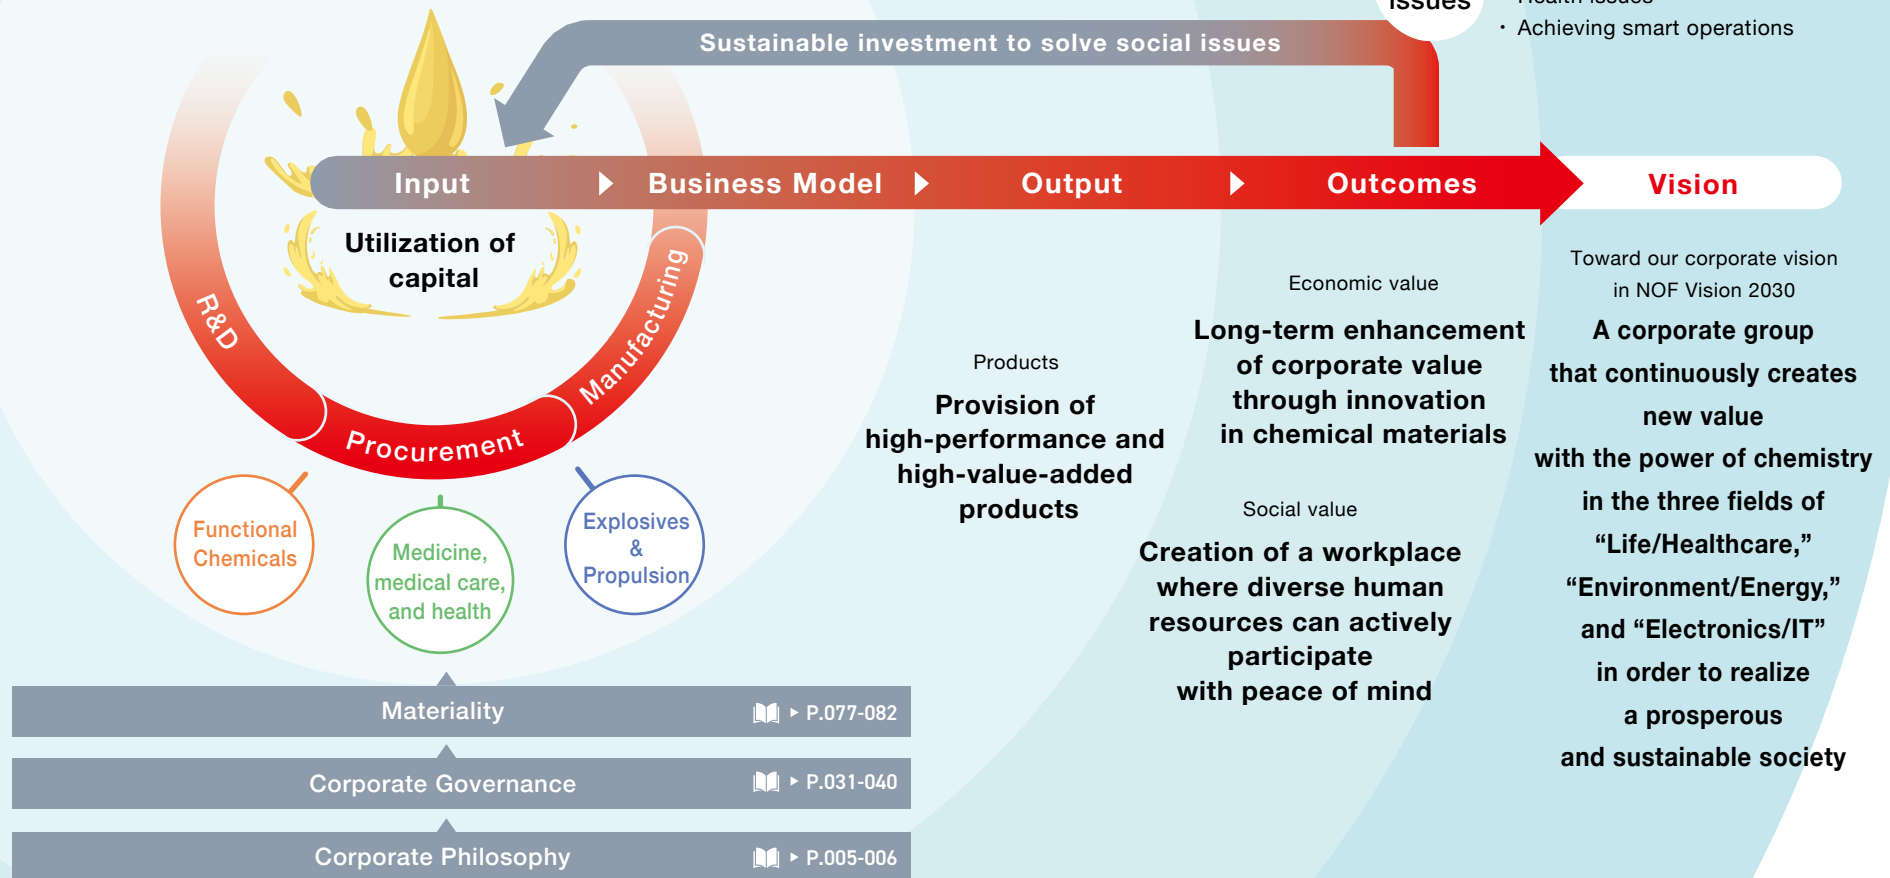 issues
Health issues
・ Achieving smart operations
Sustainable investment to solve social issues
Input
Business Model
Output
Outcomes
Vision
Utilization of
capital
R&D
Procurement
Manufacturing
Functional
Chemicals
Medicine,
medical care,
and health
Explosives
&
Propulsion
Products
Provision of
high-performance and
high-value-added
products
Economic value
Long-term enhancement
of corporate value
through innovation
in chemical materials
Social value
Creation of a workplace
where diverse human
resources can actively
participate
with peace of mind
Toward our corporate vision
in NOF Vision 2030
A corporate group
that continuously creates
new value
with the power of chemistry
in the three fields of
“Life/Healthcare,”
“Environment/Energy,”
and “Electronics/IT”
in order to realize
a prosperous
and sustainable society
Materiality
P.077-082
Corporate Governance
P.031-040
Corporate Philosophy
P.005-006